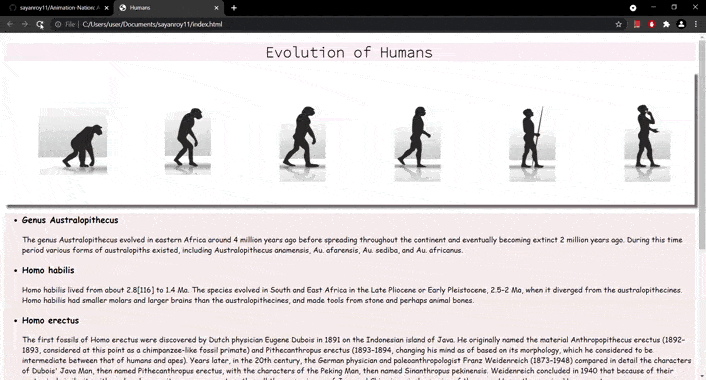 sayanroy11/Animation-Nation: A
Humans
File | C:/Users/user/Documents/sayanroy11/index.html
Evolution of Humans
• Genus Australopithecus
The genus Australopithecus evolved in eastern Africa around 4 million years ago before spreading throughout the continent and eventually becoming extinct 2 million years ago. During this time
period various forms of australopiths existed, including Australopithecus anamensis, Au. afarensis, Au. sediba, and Au. africanus.
• Homo habilis
Homo habilis lived from about 2.8[116] to 1.4 Ma. The species evolved in South and East Africa in the Late Pliocene or Early Pleistocene, 2.5–2 Ma, when it diverged from the australopithecines.
Homo habilis had smaller molars and larger brains than the australopithecines, and made tools from stone and perhaps animal bones.
• Homo erectus
The first fossils of Homo erectus were discovered by Dutch physician Eugene Dubois in 1891 on the Indonesian island of Java. He originally named the material Anthropopithecus erectus (1892–
1893, considered at this point as a chimpanzee-like fossil primate) and Pithecanthropus erectus (1893–1894, changing his mind as of based on its morphology, which he considered to be
intermediate between that of humans and apes). Years later, in the 20th century, the German physician and paleoanthropologist Franz Weidenreich (1873–1948) compared in detail the characters
of Dubois' Java Man, then named Pithecanthropus erectus, with the characters of the Peking Man, then named Sinanthropus pekinensis. Weidenreich concluded in 1940 that because of their